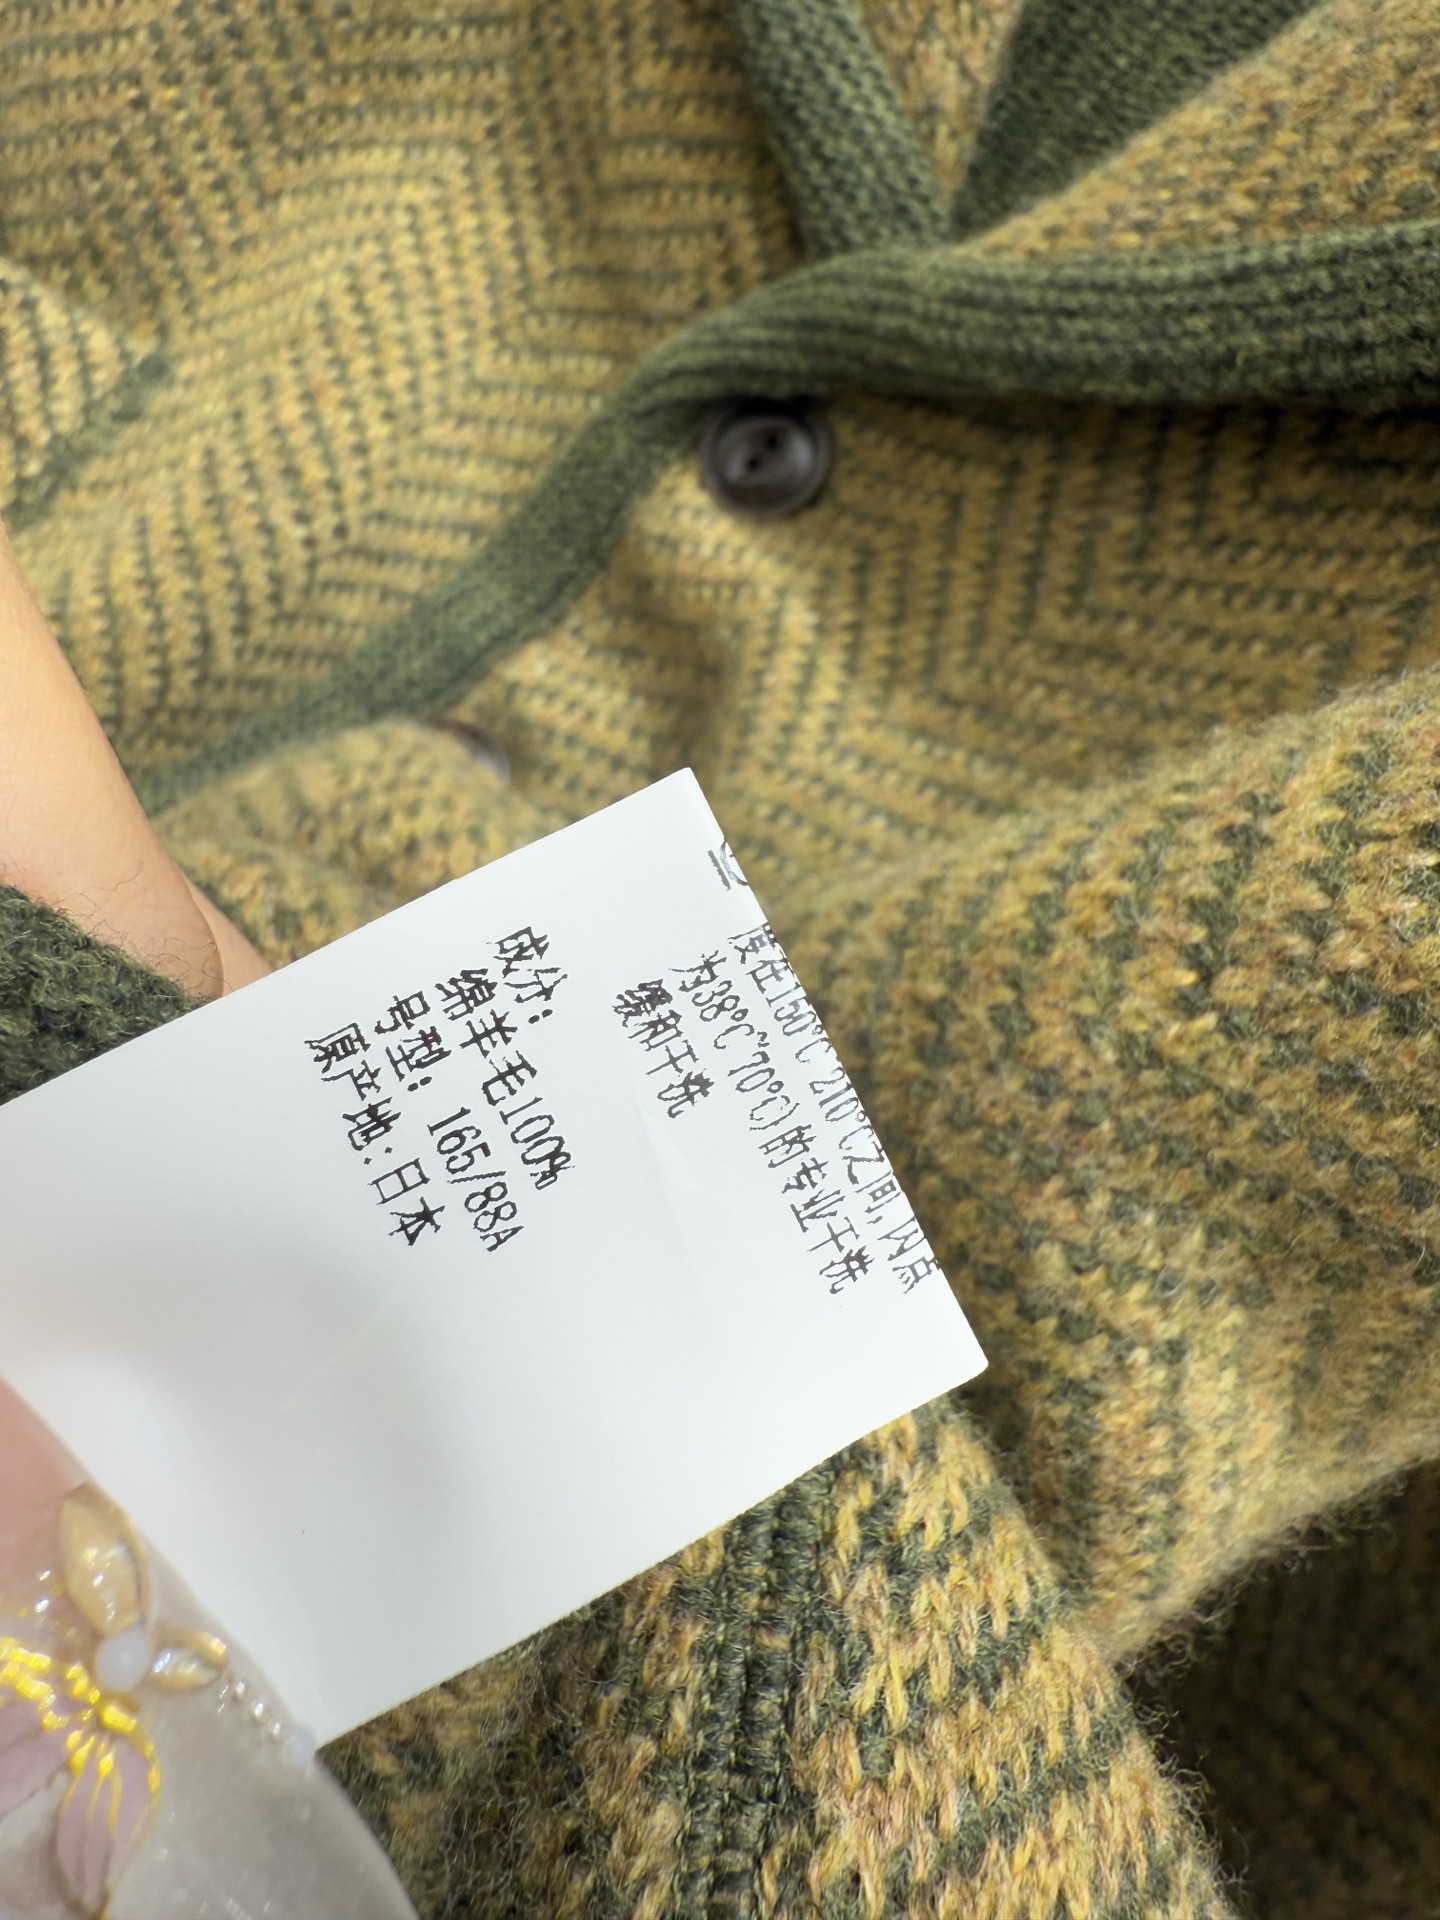 度在150℃~210℃之间,闪点
为38℃~70℃)的专业干洗
缓和干洗
成分:
绵羊毛100%
号型: 165/88A
原产地:日本